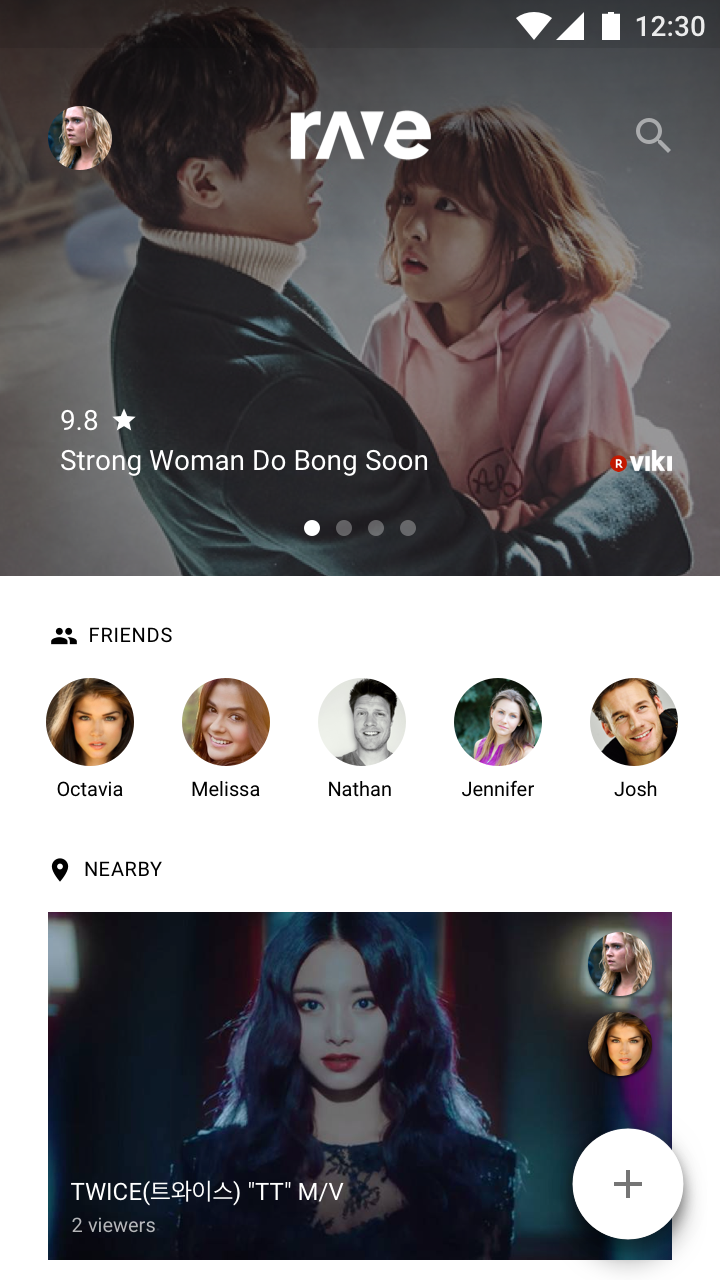 12:30
rave
9.8
Strong Woman Do Bong Soon
R viki
FRIENDS
Octavia Melissa Nathan Jennifer Josh
NEARBY
TWICE(트와이스) "TT" M/V
2 viewers